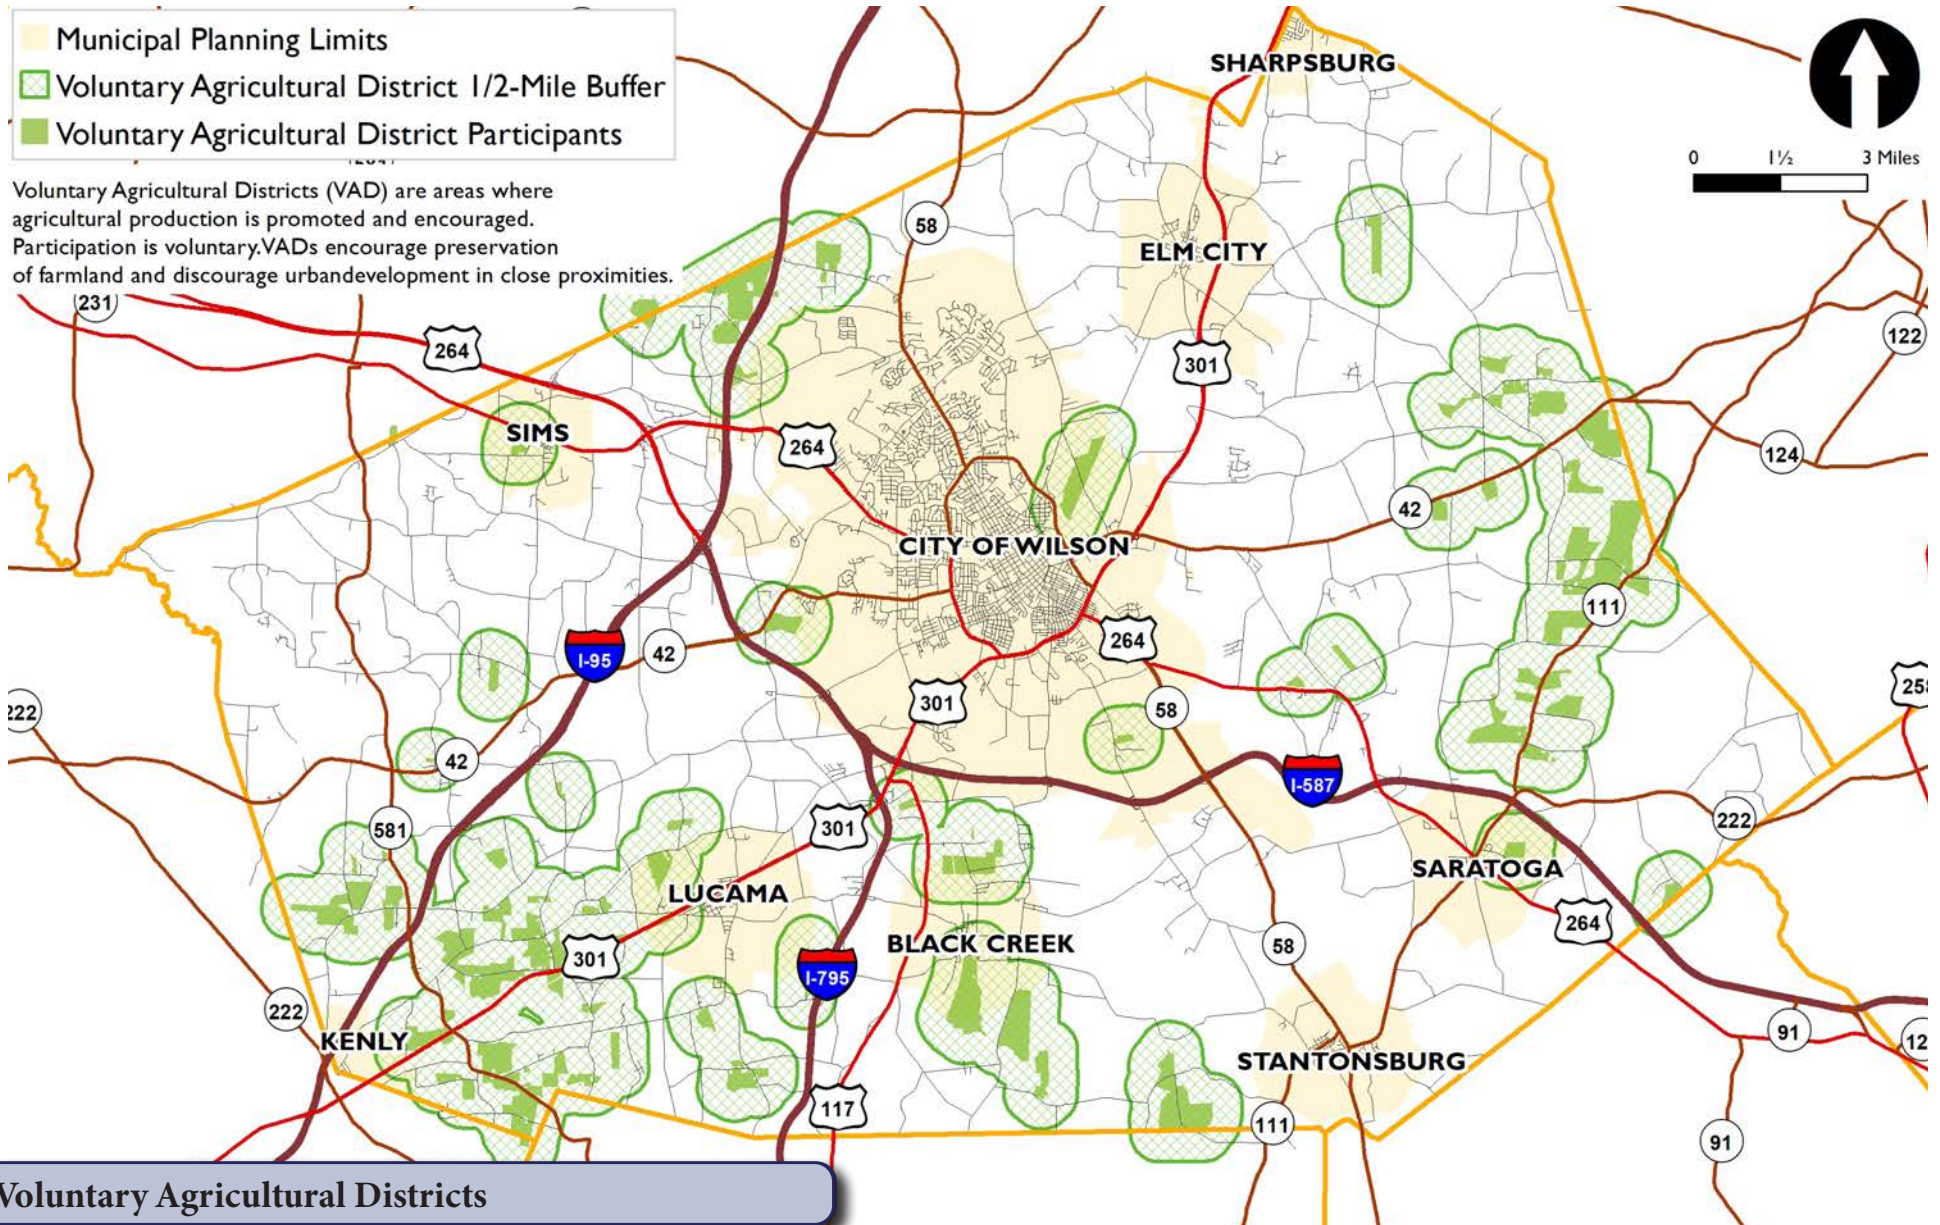 Municipal Planning Limits
Voluntary Agricultural District 1/2-Mile Buffer
Voluntary Agricultural District Participants
Voluntary Agricultural Districts (VAD) are areas where
agricultural production is promoted and encouraged.
Participation is voluntary.VADs encourage preservation
of farmland and discourage urbandevelopment in close proximities.
0 1½ 3 Miles
SHARPSBURG
58
ELM CITY
231
264
301
122
SIMS
264
124
42
CITY OF WILSON
111
264
I-95
42
301
58
222
258
42
I-587
581
301
222
SARATOGA
LUCAMA
264
BLACK CREEK
301
I-795
58
222
KENLY
91
12
STANTONSBURG
117
111
91
Voluntary Agricultural Districts